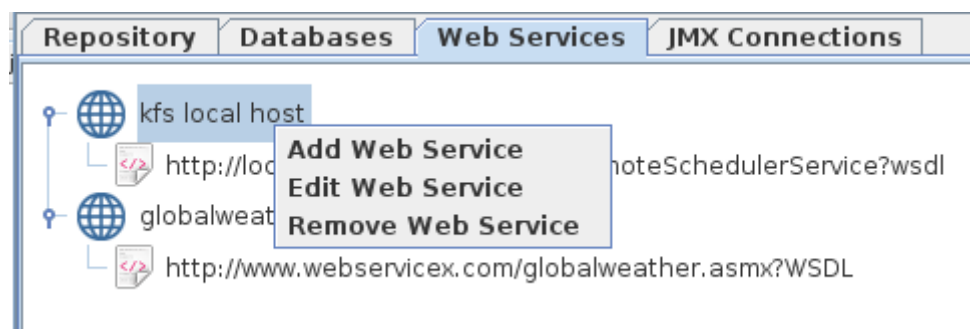 Repository Databases Web Services JMX Connections
kfs local host
Add Web Service
http://loc noteSchedulerService?wsdl
Edit Web Service
globalweat
Remove Web Service
http://www.webservicex.com/globalweather.asmx?WSDL